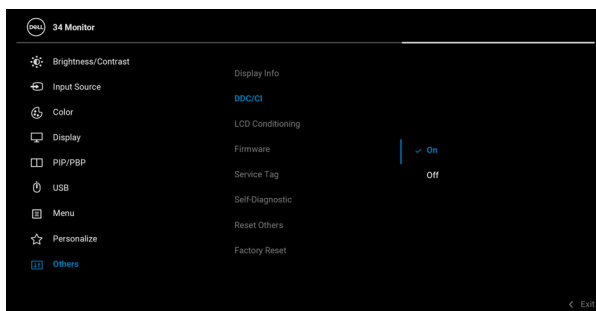 DELL
34 Monitor
Brightness/Contrast
Input Source
Color
Display
PIP/PBP
USB
Menu
Personalize
Others
Display Info
DDC/CI
LCD Conditioning
Firmware
Service Tag
Self-Diagnostic
Reset Others
Factory Reset
On
Off
Exit